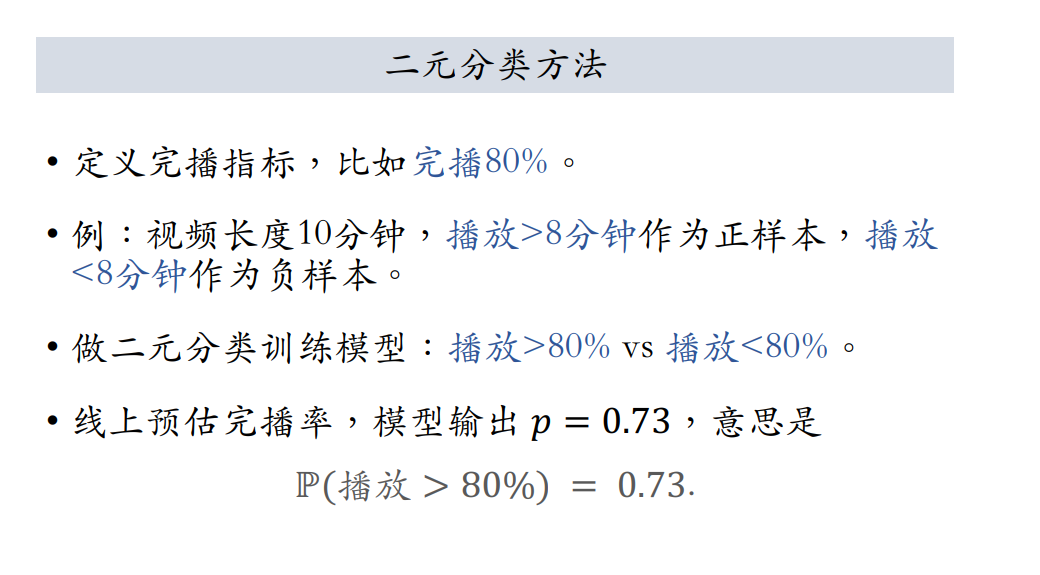 二元分类方法
• 定义完播指标，比如完播80%。
• 例：视频长度10分钟，播放>8分钟作为正样本，播放
<8分钟作为负样本。
• 做二元分类训练模型：播放>80% vs 播放<80%。
• 线上预估完播率，模型输出 p = 0.73，意思是
ℙ(播放 > 80%) = 0.73.